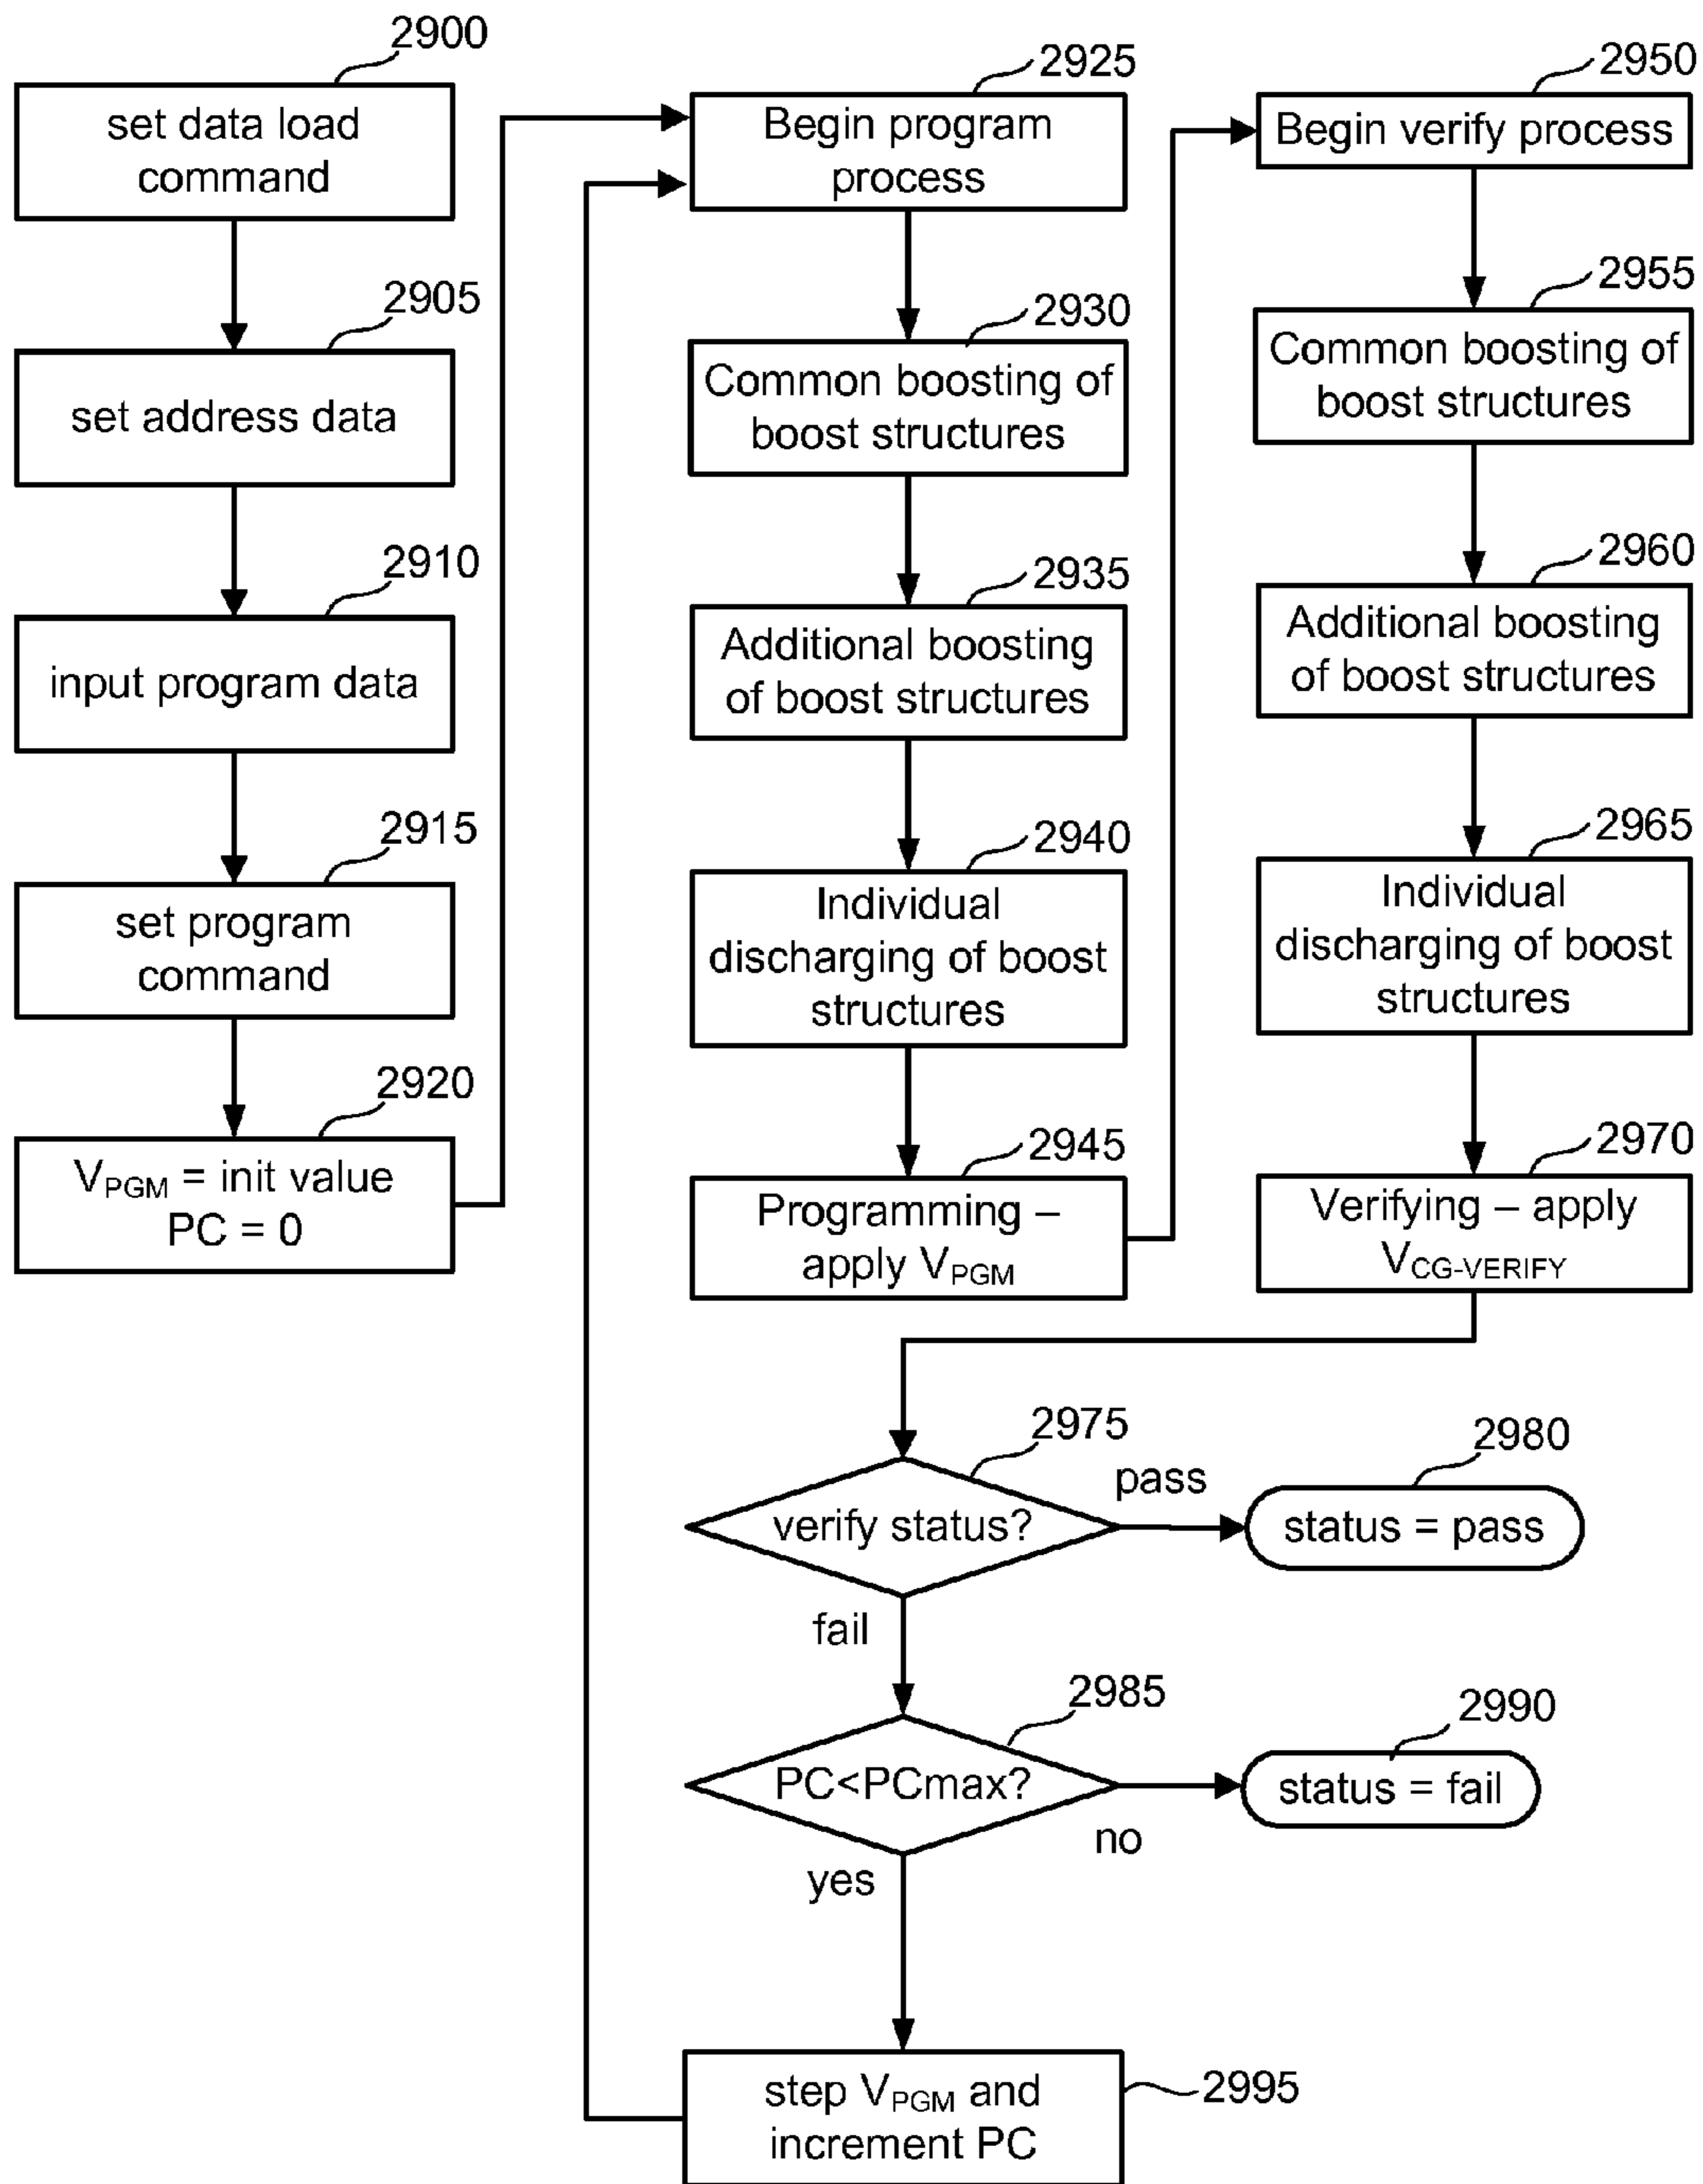 2900
set data load
command
2905
set address data
2910
input program data
2915
set program
command
2920
V_PGM = init value
PC = 0
2925
Begin program
process
2930
Common boosting of
boost structures
2935
Additional boosting
of boost structures
2940
Individual
discharging of boost
structures
2945
Programming –
apply V_PGM
2950
Begin verify process
2955
Common boosting of
boost structures
2960
Additional boosting
of boost structures
2965
Individual
discharging of boost
structures
2970
Verifying – apply
V_CG-VERIFY
2975
verify status?
pass
2980
status = pass
fail
2985
PC<PCmax?
no
2990
status = fail
yes
2995
step V_PGM and
increment PC